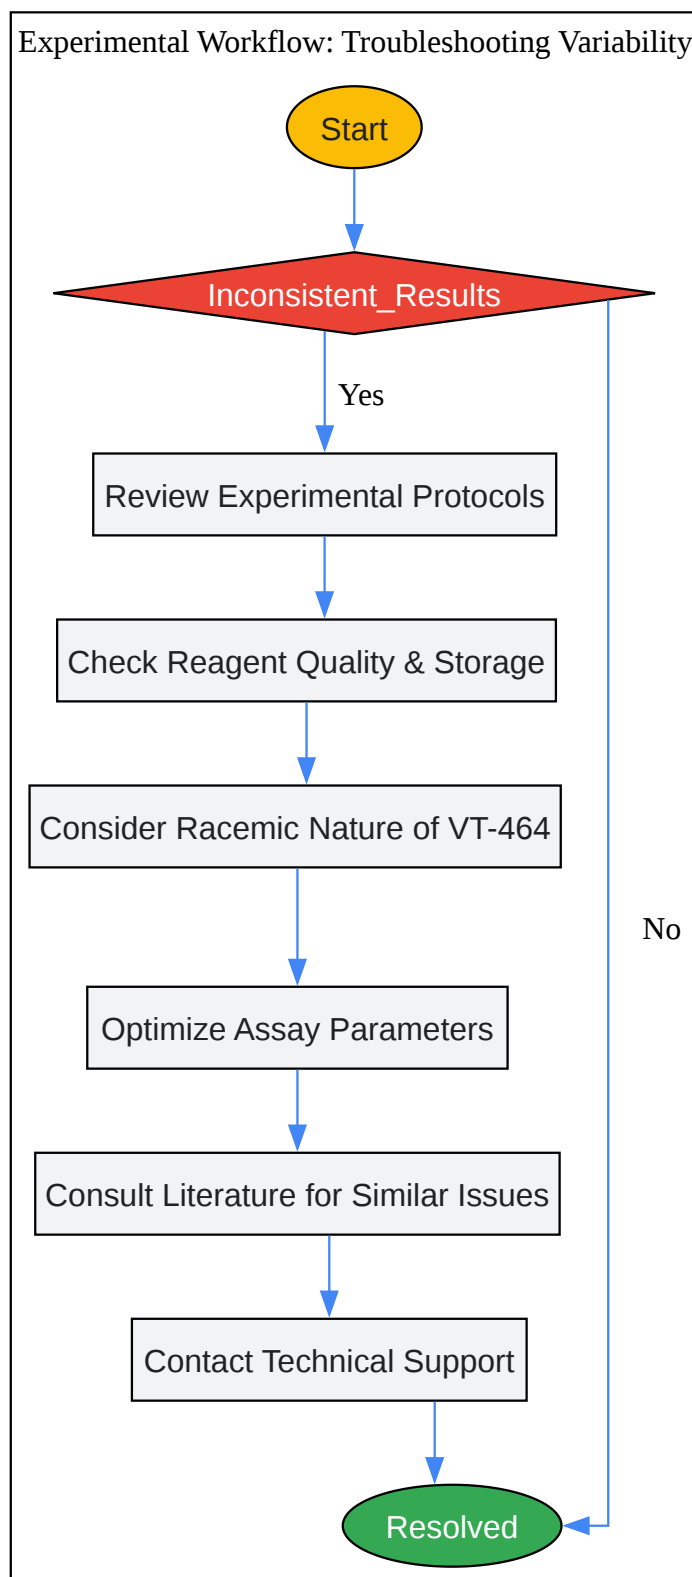 Experimental Workflow: Troubleshooting Variability
Start
Inconsistent_Results
Yes
Review Experimental Protocols
Check Reagent Quality & Storage
Consider Racemic Nature of VT-464
No
Optimize Assay Parameters
Consult Literature for Similar Issues
Contact Technical Support
Resolved